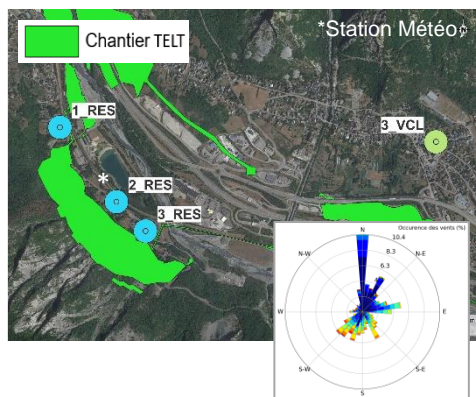 Chantier TELT
*Station Météo
1_RES
3_VCL
*
2_RES
3_RES
Occurence des vents (%)
N
10.4
8.3
6.3
N-W
N-E
W
E
S-W
S-E
S